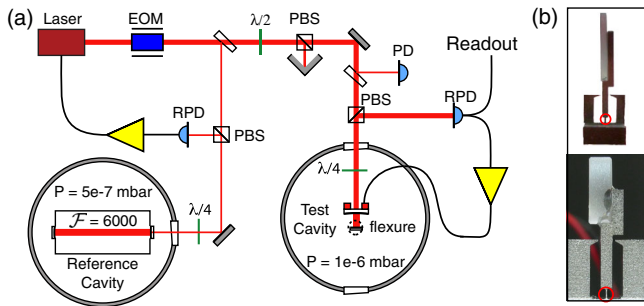 (a)
Laser
EOM
λ/2
PBS
Readout
(b)
PD
RPD
PBS
RPD
PBS
λ/4
P = 5e-7 mbar
λ/4
ℱ = 6000
Test
Cavity
flexure
Reference
Cavity
P = 1e-6 mbar